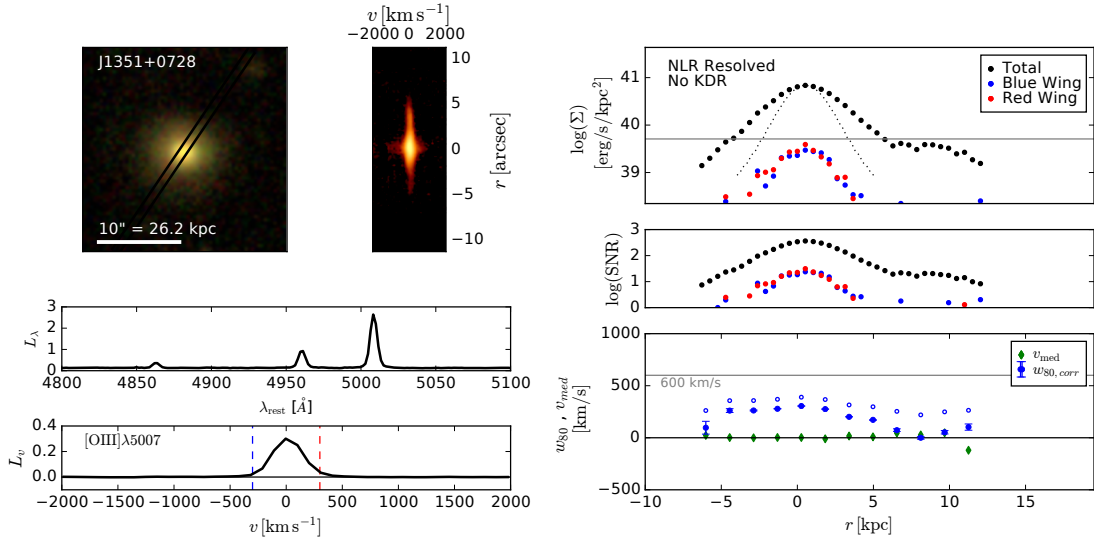 J1351+0728
10" = 26.2 kpc
v [km s⁻¹]
−2000 0 2000
10
5
0
−5
−10
r [arcsec]
L_λ
3
2
1
0
4800 4850 4900 4950 5000 5050 5100
λ_rest [Å]
[OIII]λ5007
L_v
0.4
0.2
0.0
−2000 −1500 −1000 −500 0 500 1000 1500 2000
v [km s⁻¹]
NLR Resolved
No KDR
Total
Blue Wing
Red Wing
log(Σ)
[erg/s/kpc²]
41
40
39
log(SNR)
3
2
1
0
v_med
w_80,corr
600 km/s
w_80 , v_med
[km/s]
1000
500
0
−500
−10 −5 0 5 10 15
r [kpc]